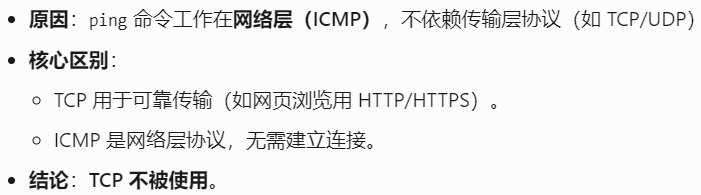 • 原因：ping 命令工作在网络层（ICMP），不依赖传输层协议（如 TCP/UDP）
• 核心区别：
○ TCP 用于可靠传输（如网页浏览用 HTTP/HTTPS）。
○ ICMP 是网络层协议，无需建立连接。
• 结论：TCP 不被使用。